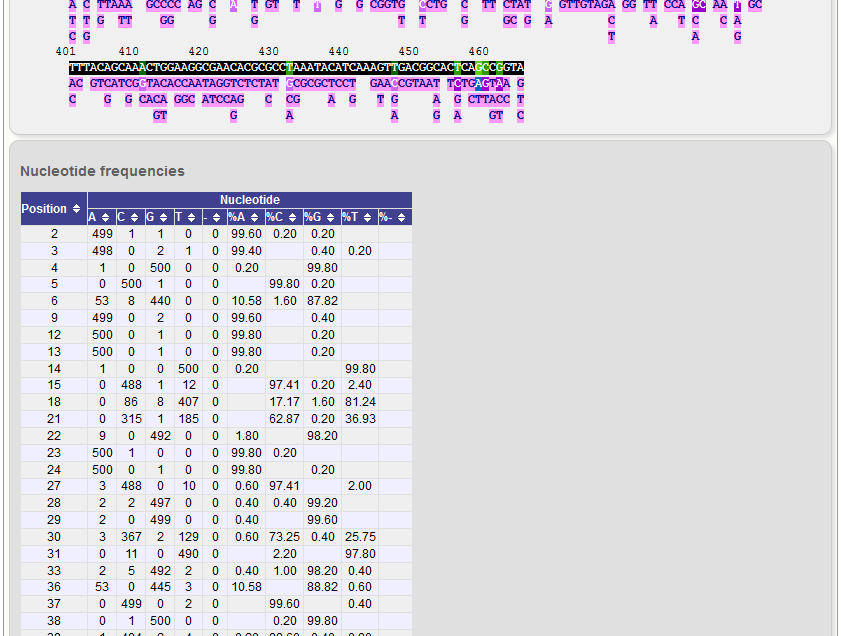 A C TTAAA GCCCC AG C A T GT T T G G CGGTG CCTG C TT CTAT G GGTTGTAGA GG TT CCA GC AA T GC
T T G TT GG G G T T G GC G A C A T C C A
C G T A G
401 410 420 430 440 450 460
TTTACAGCAAACTGGAAGGCGAACACGCGCCTAAATACATCAAAGTTGACGGCACTCAGCCGGTA
AC GTCATCGGTACACCAATAGGTCTCTAT GCGCGCTCCT GAACCGTAAT TCTGAGTAA G
C G G CACA GGC ATCCAG C CG A G T G A G CTTACC T
GT G A A G A GT C
Nucleotide frequencies
Position Nucleotide
A C G T - %A %C %G %T %-
2 499 1 1 0 0 99.60 0.20 0.20
3 498 0 2 1 0 99.40 0.40 0.20
4 1 0 500 0 0 0.20 99.80
5 0 500 1 0 0 99.80 0.20
6 53 8 440 0 0 10.58 1.60 87.82
9 499 0 2 0 0 99.60 0.40
12 500 0 1 0 0 99.80 0.20
13 500 0 1 0 0 99.80 0.20
14 1 0 0 500 0 0.20 99.80
15 0 488 1 12 0 97.41 0.20 2.40
18 0 86 8 407 0 17.17 1.60 81.24
21 0 315 1 185 0 62.87 0.20 36.93
22 9 0 492 0 0 1.80 98.20
23 500 1 0 0 0 99.80 0.20
24 500 0 1 0 0 99.80 0.20
27 3 488 0 10 0 0.60 97.41 2.00
28 2 2 497 0 0 0.40 0.40 99.20
29 2 0 499 0 0 0.40 99.60
30 3 367 2 129 0 0.60 73.25 0.40 25.75
31 0 11 0 490 0 2.20 97.80
33 2 5 492 2 0 0.40 1.00 98.20 0.40
36 53 0 445 3 0 10.58 88.82 0.60
37 0 499 0 2 0 99.60 0.40
38 0 1 500 0 0 0.20 99.80